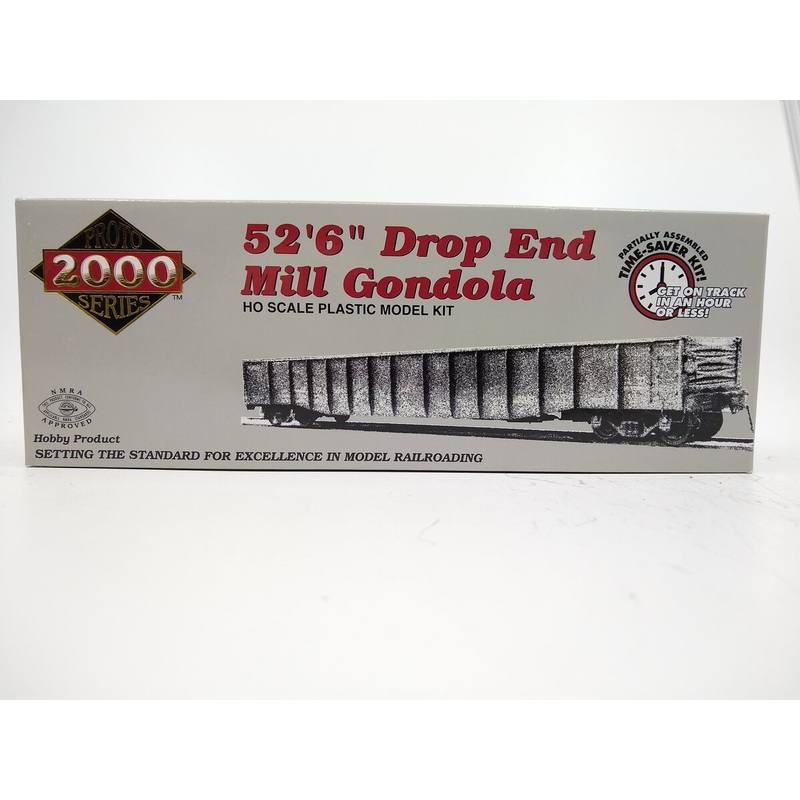 PROTO
2000
SERIES
™
52'6" Drop End
Mill Gondola
HO SCALE PLASTIC MODEL KIT
PARTIALLY ASSEMBLED
TIME-SAVER KIT!
GET ON TRACK
IN AN HOUR
OR LESS!
NMRA
APPROVED
Hobby Product
SETTING THE STANDARD FOR EXCELLENCE IN MODEL RAILROADING